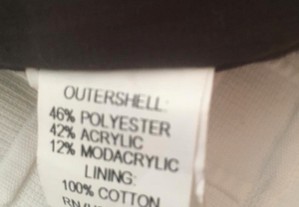 OUTERSHELL:
46% POLYESTER
42% ACRYLIC
12% MODACRYLIC
LINING:
100% COTTON